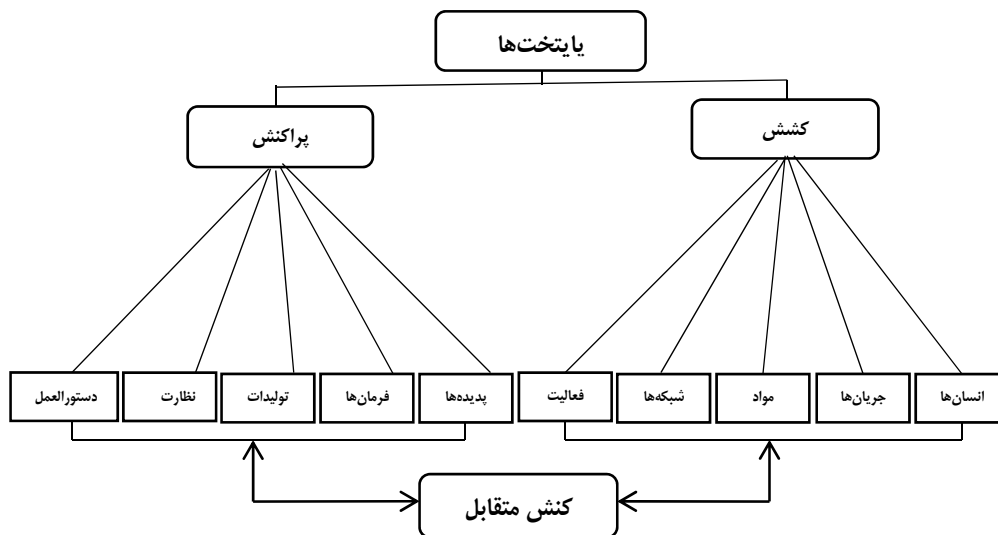 پایتخت‌ها
کشش
پراکنش
انسان‌ها
جریان‌ها
مواد
شبکه‌ها
فعالیت
پدیده‌ها
فرمان‌ها
تولیدات
نظارت
دستورالعمل
کنش متقابل